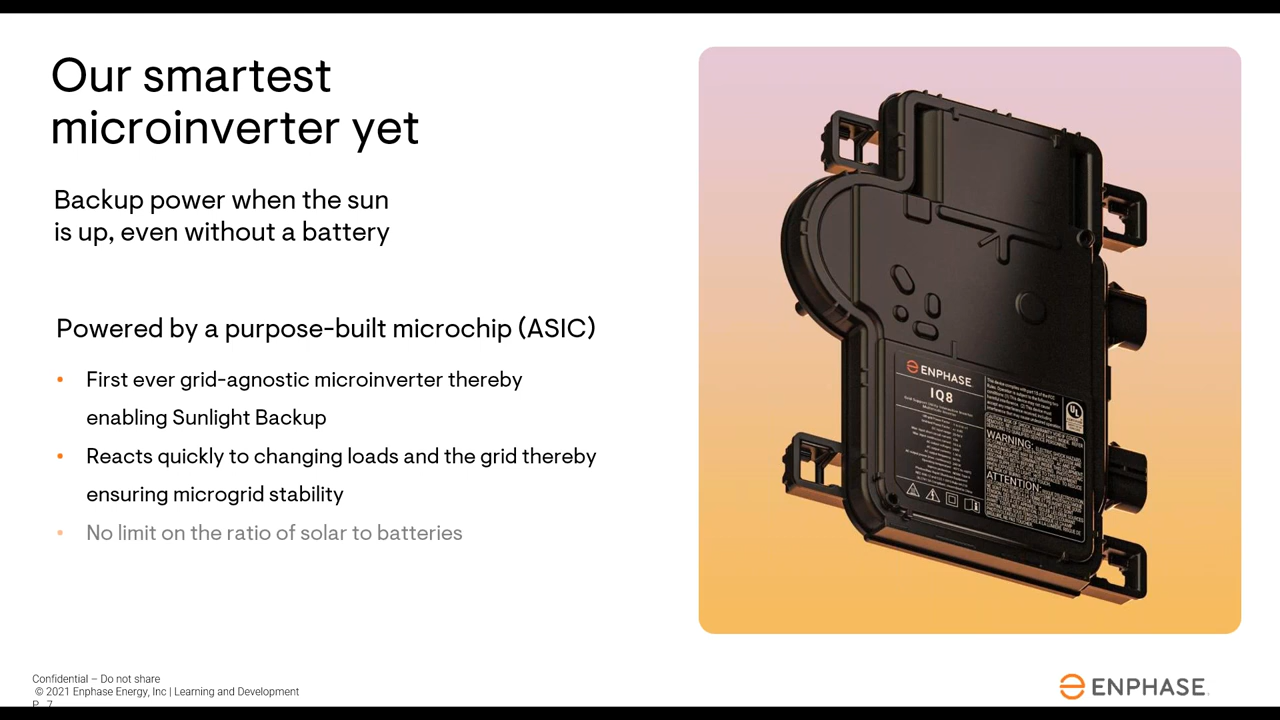 Our smartest
microinverter yet
Backup power when the sun
is up, even without a battery
Powered by a purpose-built microchip (ASIC)
• First ever grid-agnostic microinverter thereby
enabling Sunlight Backup
• Reacts quickly to changing loads and the grid thereby
ensuring microgrid stability
• No limit on the ratio of solar to batteries
ENPHASE
IQ8
UL
WARNING:
ATTENTION:
Confidential – Do not share
© 2021 Enphase Energy, Inc | Learning and Development
P 7
ENPHASE